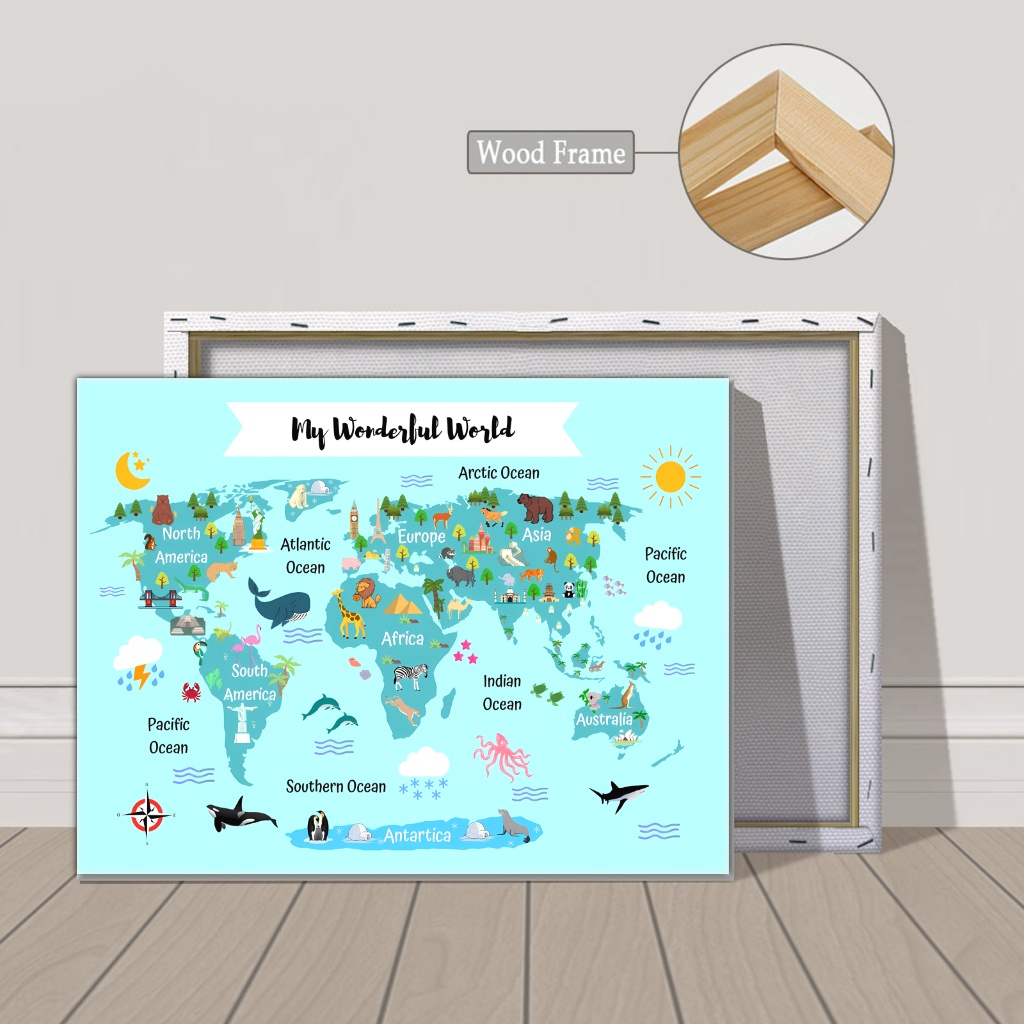 Wood Frame
My Wonderful World
Arctic Ocean
North
America
Atlantic
Ocean
Europe
Asia
Pacific
Ocean
Africa
South
America
Indian
Ocean
Australia
Pacific
Ocean
Southern Ocean
Antartica